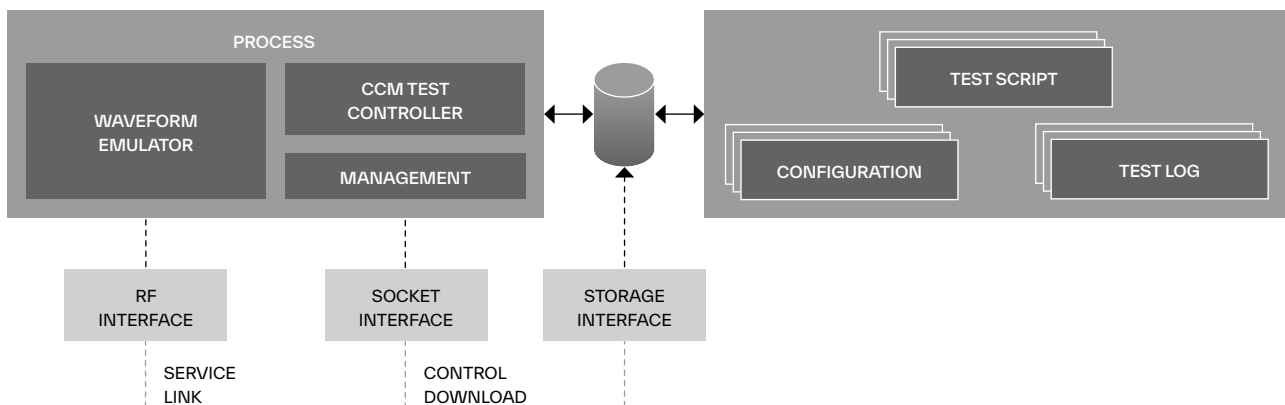 PROCESS
WAVEFORM
EMULATOR
CCM TEST
CONTROLLER
MANAGEMENT
TEST SCRIPT
CONFIGURATION
TEST LOG
RF
INTERFACE
SOCKET
INTERFACE
STORAGE
INTERFACE
SERVICE
LINK
CONTROL
DOWNLOAD